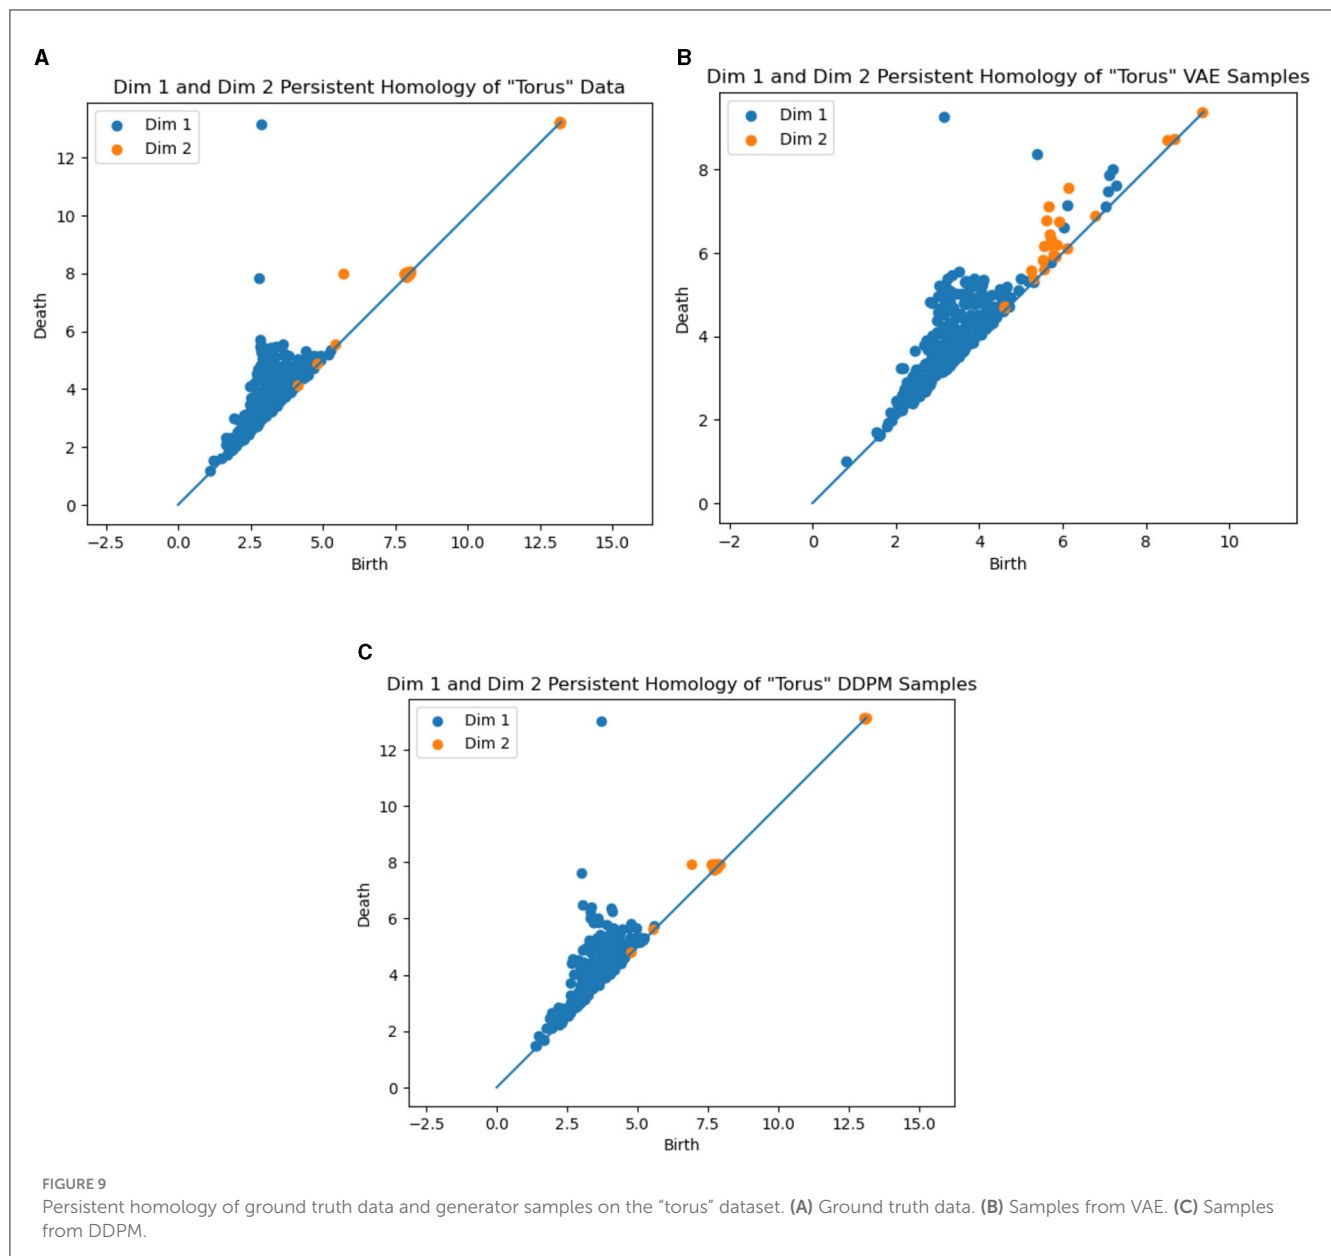 A
Dim 1 and Dim 2 Persistent Homology of "Torus" Data
Dim 1
Dim 2
12
10
8
6
4
2
0
Death
−2.5 0.0 2.5 5.0 7.5 10.0 12.5 15.0
Birth
B
Dim 1 and Dim 2 Persistent Homology of "Torus" VAE Samples
Dim 1
Dim 2
8
6
4
2
0
Death
−2 0 2 4 6 8 10
Birth
C
Dim 1 and Dim 2 Persistent Homology of "Torus" DDPM Samples
Dim 1
Dim 2
12
10
8
6
4
2
0
Death
−2.5 0.0 2.5 5.0 7.5 10.0 12.5 15.0
Birth
FIGURE 9
Persistent homology of ground truth data and generator samples on the “torus” dataset. (A) Ground truth data. (B) Samples from VAE. (C) Samples
from DDPM.